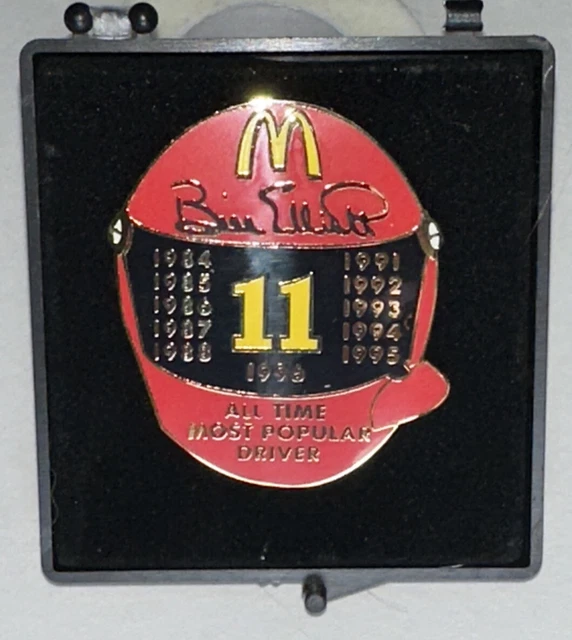 M
Bill Elliott
1984 1991
1985 1992
1986 11 1993
1987 1994
1988 1995
1996
ALL TIME
MOST POPULAR
DRIVER